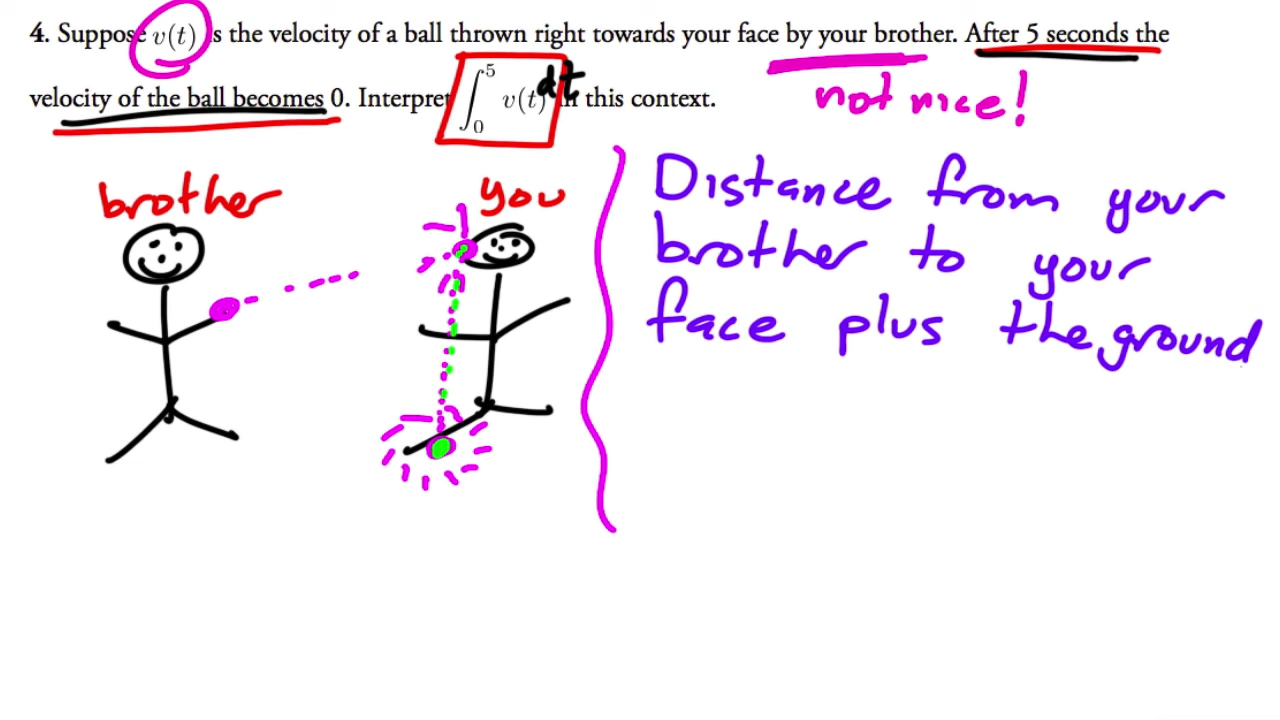 4. Suppose v(t) is the velocity of a ball thrown right towards your face by your brother. After 5 seconds the
velocity of the ball becomes 0. Interpret ∫₀⁵ v(t) dt in this context.
not nice!
brother
you
Distance from your
brother to your
face plus the ground